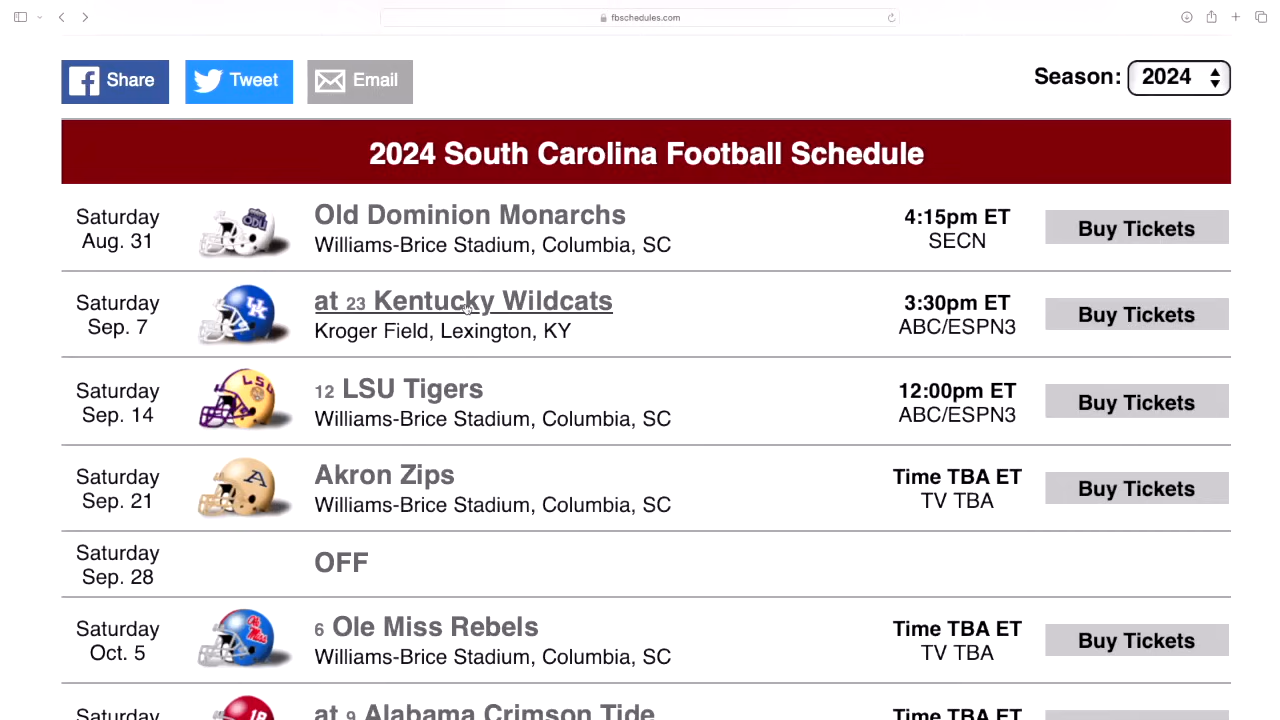 fbschedules.com
Share
Tweet
Email
Season: 2024
2024 South Carolina Football Schedule
Saturday
Aug. 31
ODU
Old Dominion Monarchs
Williams-Brice Stadium, Columbia, SC
4:15pm ET
SECN
Buy Tickets
Saturday
Sep. 7
UK
at 23 Kentucky Wildcats
Kroger Field, Lexington, KY
3:30pm ET
ABC/ESPN3
Buy Tickets
Saturday
Sep. 14
LSU
12 LSU Tigers
Williams-Brice Stadium, Columbia, SC
12:00pm ET
ABC/ESPN3
Buy Tickets
Saturday
Sep. 21
A
Akron Zips
Williams-Brice Stadium, Columbia, SC
Time TBA ET
TV TBA
Buy Tickets
Saturday
Sep. 28
OFF
Saturday
Oct. 5
Ole
Miss
6 Ole Miss Rebels
Williams-Brice Stadium, Columbia, SC
Time TBA ET
TV TBA
Buy Tickets
Saturday
at 9 Alabama Crimson Tide
Time TBA ET